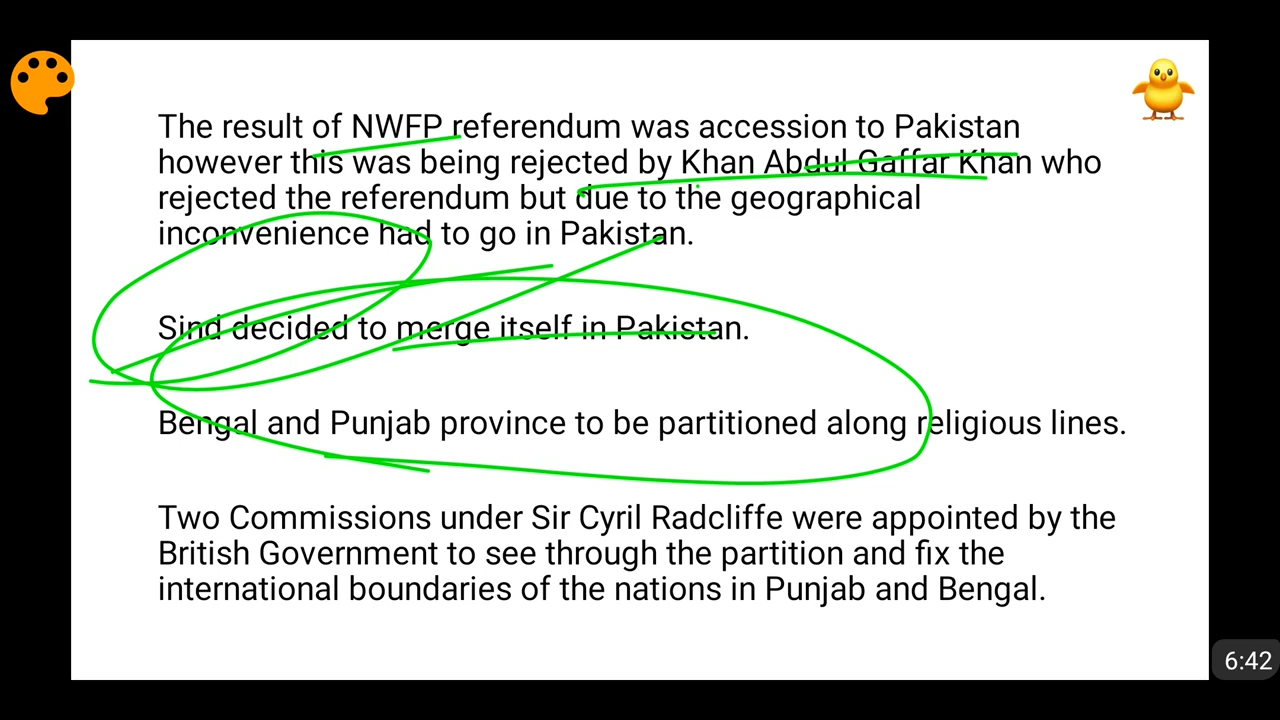 The result of NWFP referendum was accession to Pakistan
however this was being rejected by Khan Abdul Gaffar Khan who
rejected the referendum but due to the geographical
inconvenience had to go in Pakistan.
Sind decided to merge itself in Pakistan.
Bengal and Punjab province to be partitioned along religious lines.
Two Commissions under Sir Cyril Radcliffe were appointed by the
British Government to see through the partition and fix the
international boundaries of the nations in Punjab and Bengal.
6:42